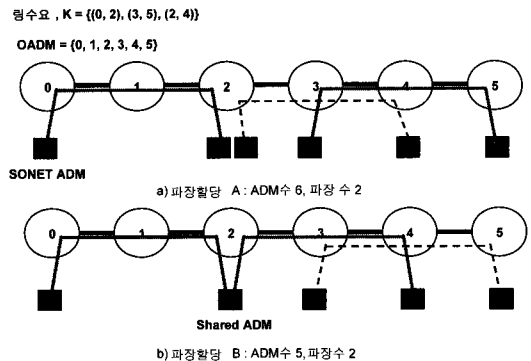 링수요 , K = {(0, 2), (3, 5), (2, 4)}
OADM = {0, 1, 2, 3, 4, 5}
0 1 2 3 4 5
SONET ADM
a) 파장할당 A : ADM수 6, 파장 수 2
0 1 2 3 4 5
Shared ADM
b) 파장할당 B : ADM수 5, 파장수 2